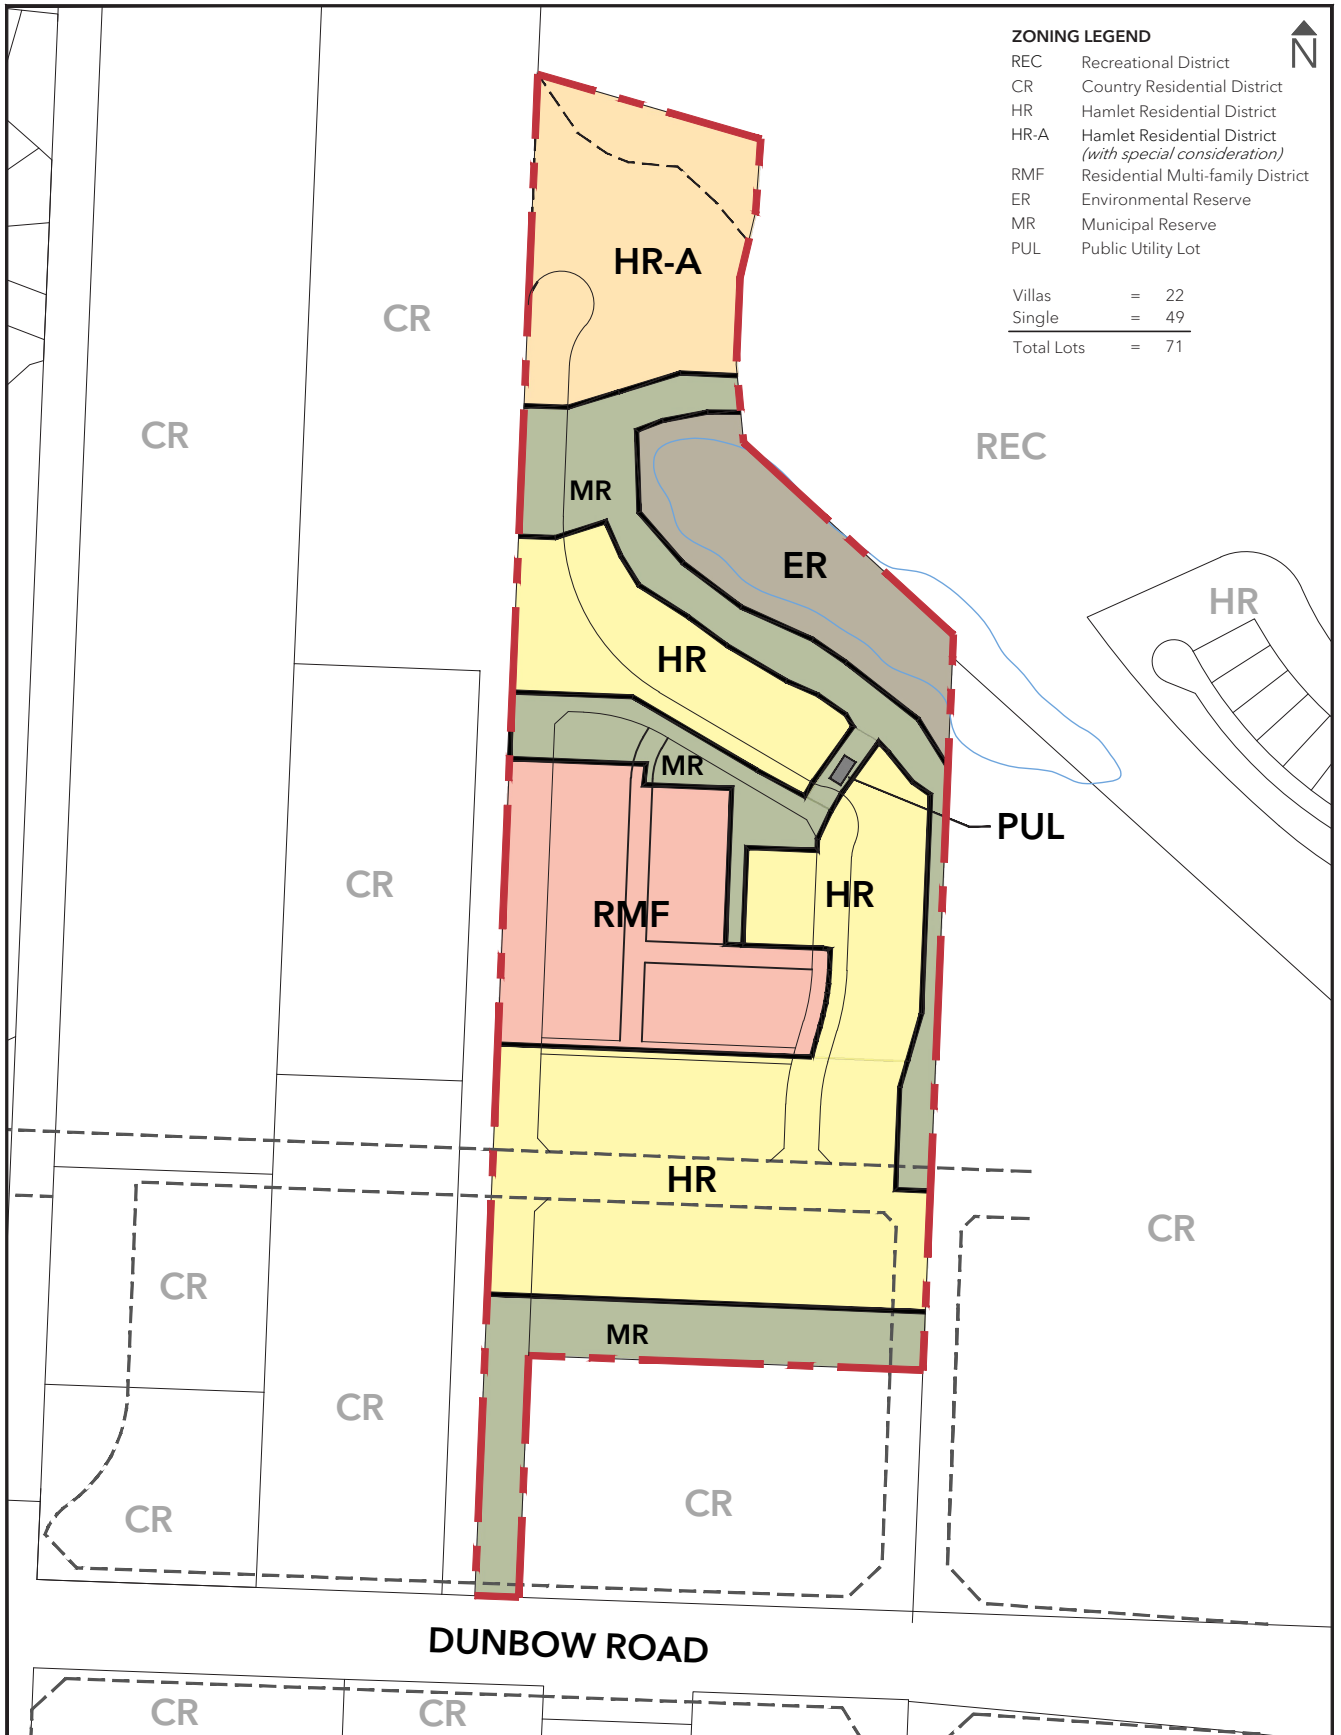 ZONING LEGEND
N
REC Recreational District
CR Country Residential District
HR Hamlet Residential District
HR-A Hamlet Residential District
(with special consideration)
RMF Residential Multi-family District
ER Environmental Reserve
MR Municipal Reserve
PUL Public Utility Lot
Villas = 22
Single = 49
Total Lots = 71
HR-A
CR
CR
REC
MR
ER
HR
HR
MR
PUL
CR
HR
RMF
HR
CR
CR
MR
CR
CR
CR
DUNBOW ROAD
CR
CR